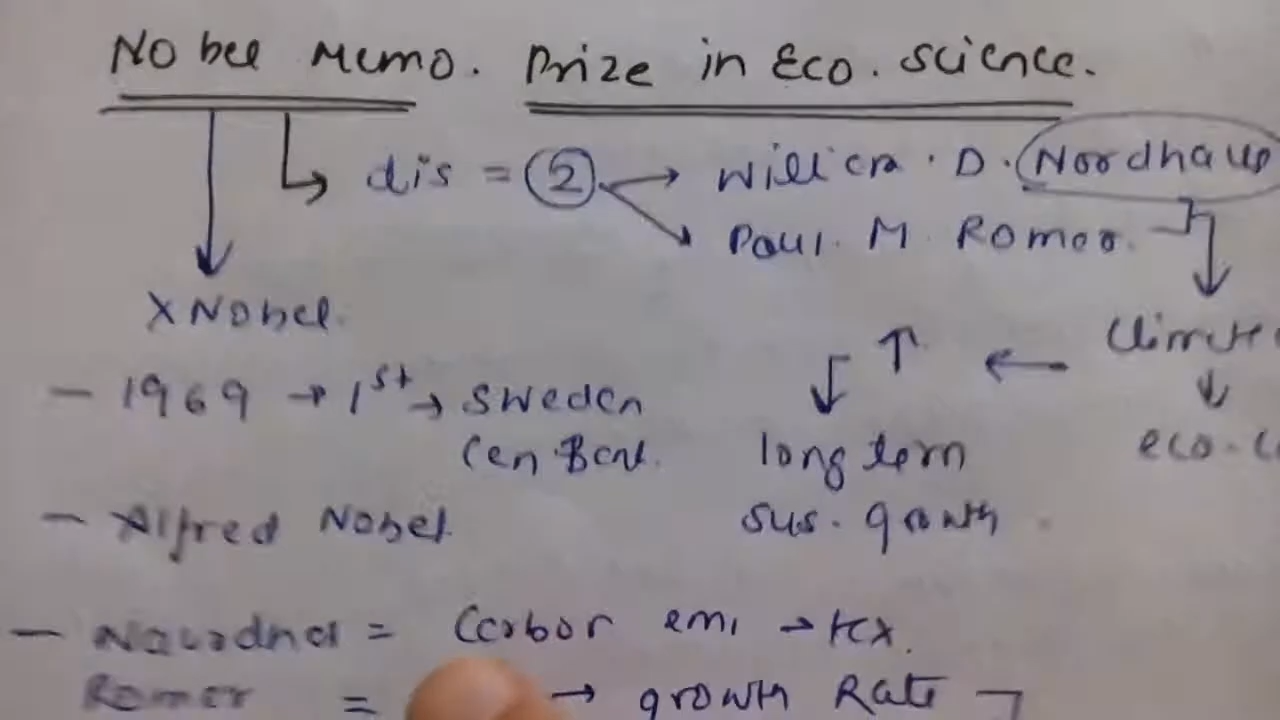 Nobel Memo. Prize in Eco. science.
dis = 2 → William. D. Nordhaus
Paul. M. Romer.
X Nobel.
Climate
- 1969 → 1st → Sweden
Cen Bank.
↑
long term
sus. growth
eco.
- Alfred Nobel
- = Carbon emi → tax.
Romer = → growth Rate